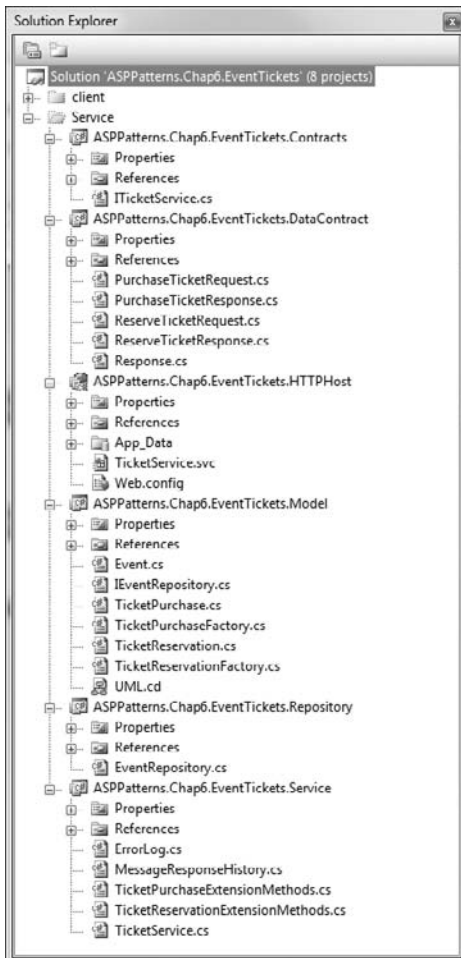 Solution Explorer
Solution 'ASPPatterns.Chap6.EventTickets' (8 projects)
client
Service
ASPPatterns.Chap6.EventTickets.Contracts
Properties
References
ITicketService.cs
ASPPatterns.Chap6.EventTickets.DataContract
Properties
References
PurchaseTicketRequest.cs
PurchaseTicketResponse.cs
ReserveTicketRequest.cs
ReserveTicketResponse.cs
Response.cs
ASPPatterns.Chap6.EventTickets.HTTPHost
Properties
References
App_Data
TicketService.svc
Web.config
ASPPatterns.Chap6.EventTickets.Model
Properties
References
Event.cs
IEventRepository.cs
TicketPurchase.cs
TicketPurchaseFactory.cs
TicketReservation.cs
TicketReservationFactory.cs
UML.cd
ASPPatterns.Chap6.EventTickets.Repository
Properties
References
EventRepository.cs
ASPPatterns.Chap6.EventTickets.Service
Properties
References
ErrorLog.cs
MessageResponseHistory.cs
TicketPurchaseExtensionMethods.cs
TicketReservationExtensionMethods.cs
TicketService.cs